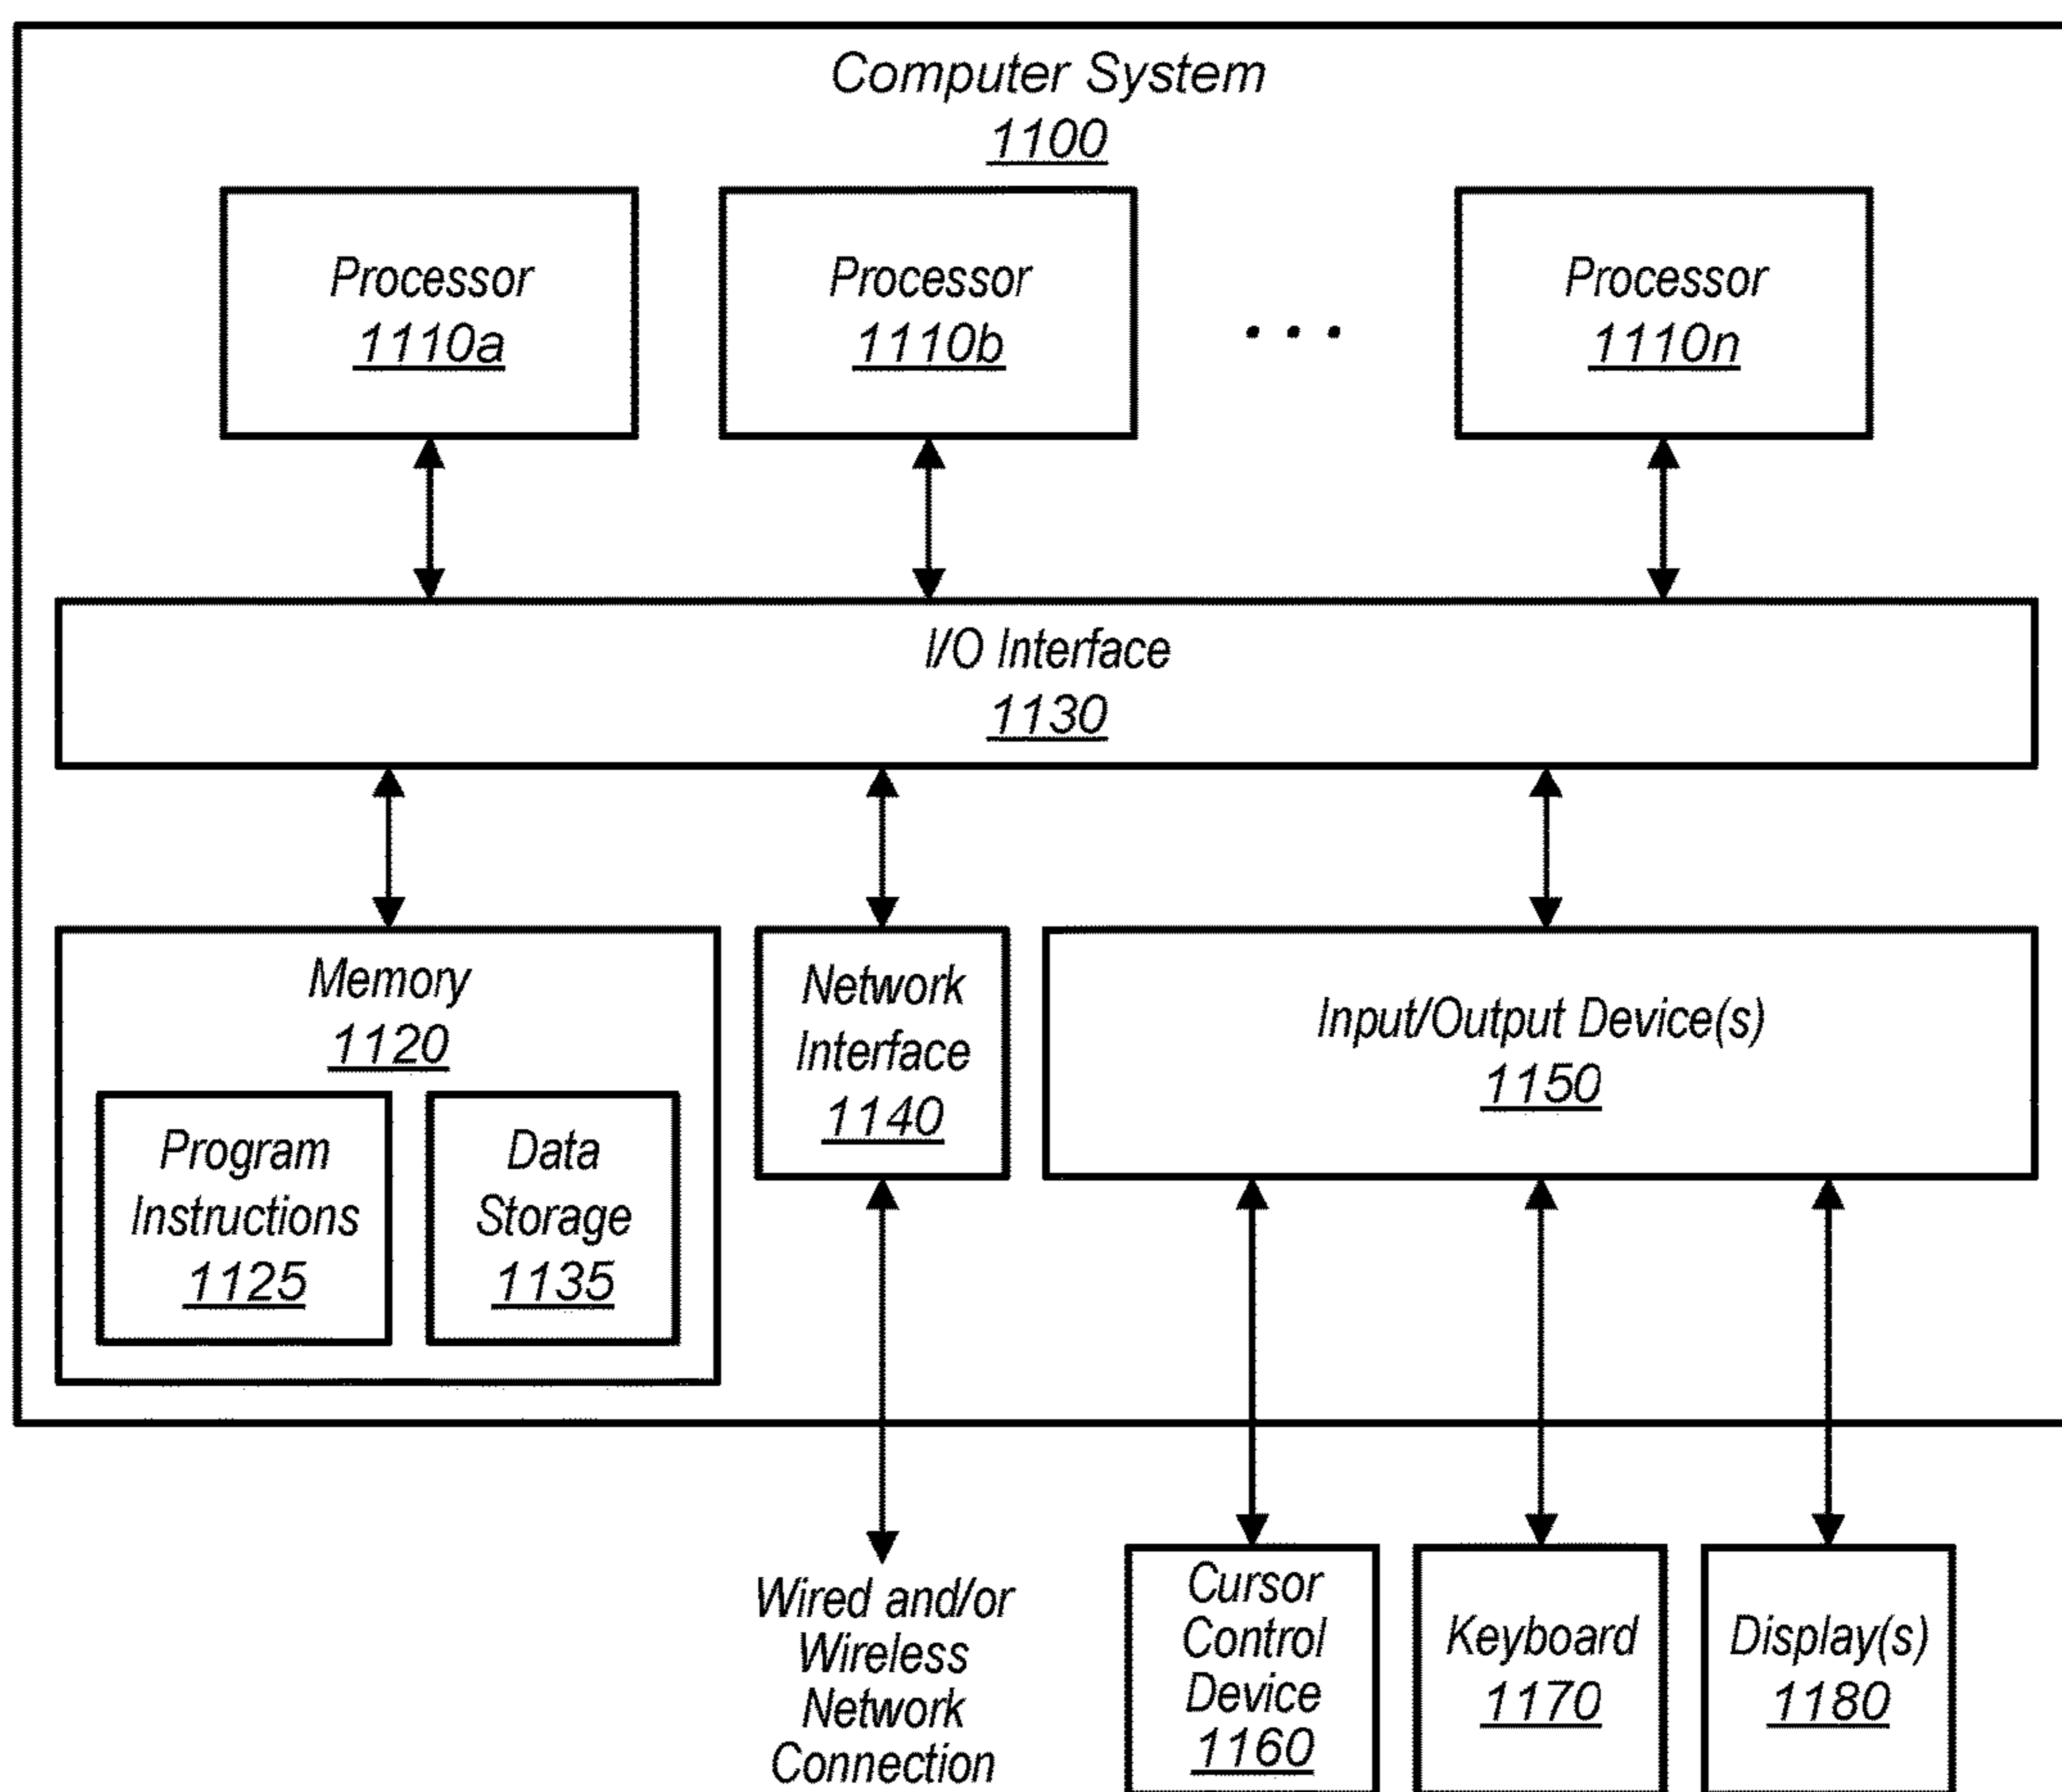 Computer System
1100
Processor
1110a
Processor
1110b
. . .
Processor
1110n
I/O Interface
1130
Memory
1120
Program
Instructions
1125
Data
Storage
1135
Network
Interface
1140
Input/Output Device(s)
1150
Wired and/or
Wireless
Network
Connection
Cursor
Control
Device
1160
Keyboard
1170
Display(s)
1180